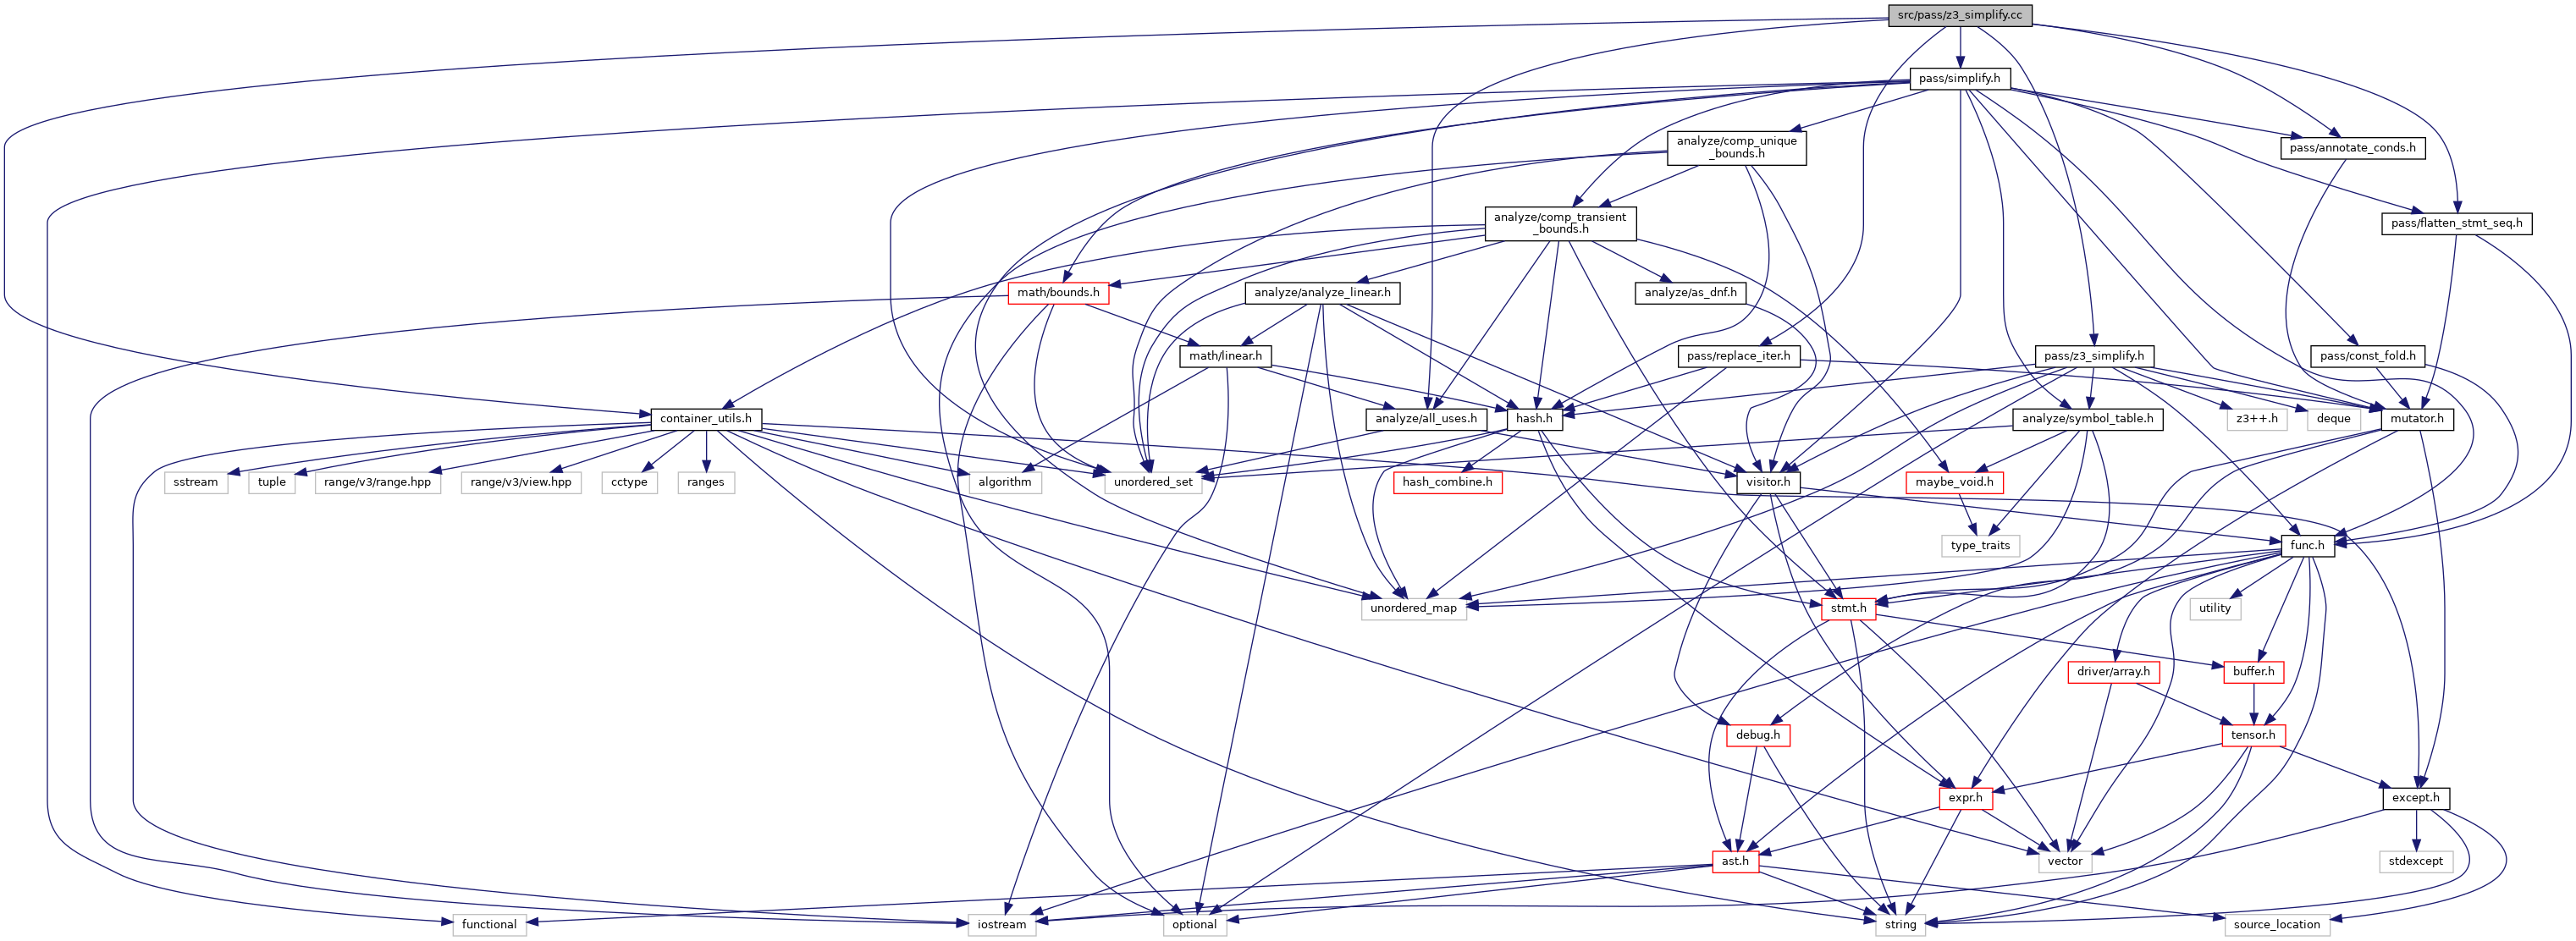 src/pass/z3_simplify.cc
pass/simplify.h
analyze/comp_unique
_bounds.h
pass/annotate_conds.h
analyze/comp_transient
_bounds.h
pass/flatten_stmt_seq.h
math/bounds.h
analyze/analyze_linear.h
analyze/as_dnf.h
math/linear.h
pass/replace_iter.h
pass/z3_simplify.h
pass/const_fold.h
container_utils.h
analyze/all_uses.h
hash.h
analyze/symbol_table.h
z3++.h
deque
mutator.h
sstream
tuple
range/v3/range.hpp
range/v3/view.hpp
cctype
ranges
algorithm
unordered_set
hash_combine.h
visitor.h
maybe_void.h
type_traits
func.h
unordered_map
stmt.h
utility
driver/array.h
buffer.h
debug.h
tensor.h
expr.h
except.h
ast.h
vector
stdexcept
functional
iostream
optional
string
source_location